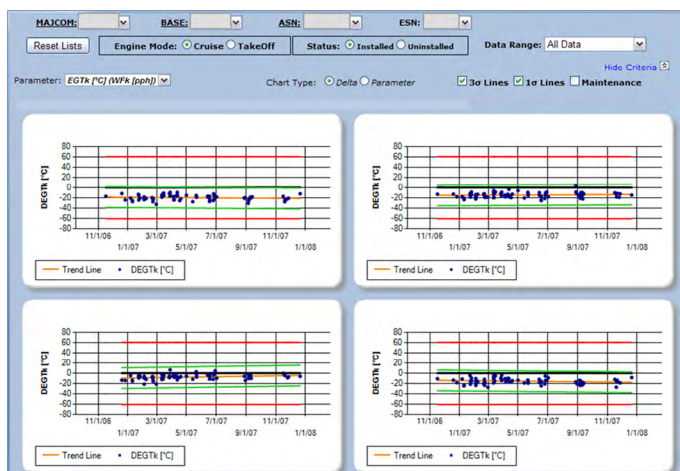 MAJCOM: BASE: ASN: ESN:
Reset Lists Engine Mode: Cruise TakeOff Status: Installed Uninstalled Data Range: All Data
Hide Criteria
Parameter: EGTk [°C] (WFk [pph]) Chart Type: Delta Parameter 3σ Lines 1σ Lines Maintenance
DEGTk [°C]
80
60
40
20
0
-20
-40
-60
-80
11/1/06 3/1/07 5/1/07 9/1/07 11/1/07
1/1/07 5/1/07 7/1/07 1/1/08
Trend Line DEGTk [°C]
DEGTk [°C]
80
60
40
20
0
-20
-40
-60
-80
11/1/06 3/1/07 7/1/07 11/1/07
1/1/07 5/1/07 9/1/07 1/1/08
Trend Line DEGTk [°C]
DEGTk [°C]
80
60
40
20
0
-20
-40
-60
-80
11/1/06 3/1/07 7/1/07 11/1/07
1/1/07 5/1/07 9/1/07 1/1/08
Trend Line DEGTk [°C]
DEGTk [°C]
80
60
40
20
0
-20
-40
-60
-80
11/1/06 3/1/07 7/1/07 11/1/07
1/1/07 5/1/07 9/1/07 1/1/08
Trend Line DEGTk [°C]